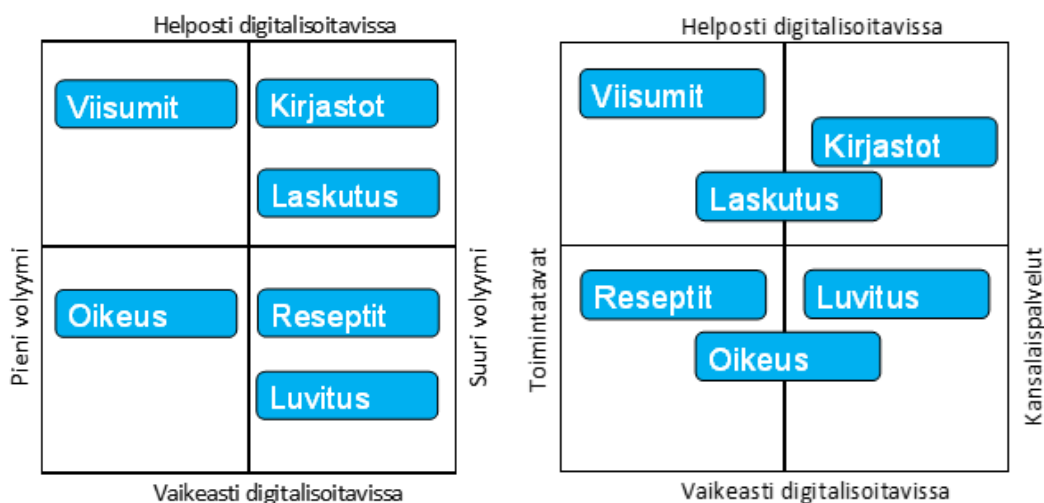 Helposti digitalisoitavissa
Viisumit
Kirjastot
Laskutus
Pieni volyymi
Suuri volyymi
Oikeus
Reseptit
Luvitus
Vaikeasti digitalisoitavissa
Helposti digitalisoitavissa
Viisumit
Kirjastot
Laskutus
Toimintatavat
Kansalaispalvelut
Reseptit
Luvitus
Oikeus
Vaikeasti digitalisoitavissa